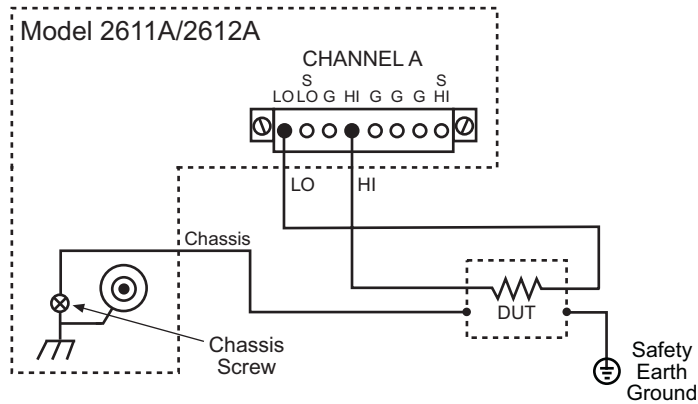 Model 2611A/2612A
CHANNEL A
S S
LO LO G HI G G G HI
LO HI
Chassis
DUT
Chassis
Screw
Safety
Earth
Ground